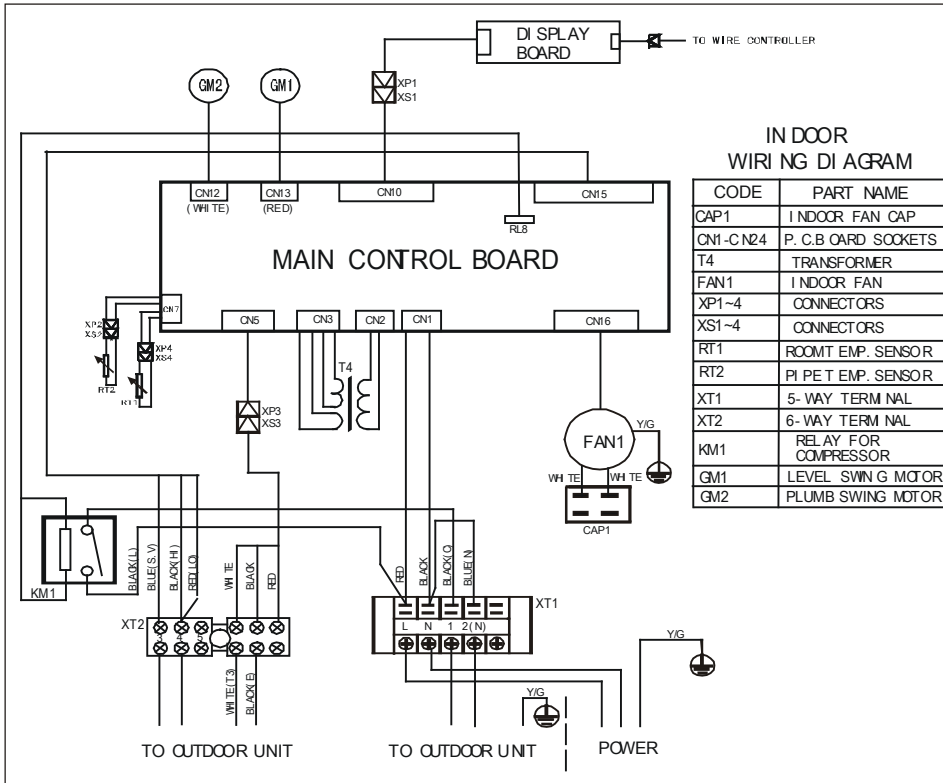 DISPLAY
BOARD
TO WIRE CONTROLLER
XP1
XS1
GM2
GM1
INDOOR
WIRING DIAGRAM
CODE PART NAME
CAP1 INDOOR FAN CAP
CN1-CN24 P.C.BOARD SOCKETS
T4 TRANSFORMER
FAN1 INDOOR FAN
XP1~4 CONNECTORS
XS1~4 CONNECTORS
RT1 ROOMTEMP.SENSOR
RT2 PIPETEMP.SENSOR
XT1 5-WAY TERMINAL
XT2 6-WAY TERMINAL
KM1 RELAY FOR
COMPRESSOR
GM1 LEVEL SWING MOTOR
GM2 PLUMB SWING MOTOR
CN12
(WHITE)
CN13
(RED)
CN10
CN15
RL8
MAIN CONTROL BOARD
CN7
CN5
CN3
CN2
CN1
CN16
XP2
XS2
XP4
XS4
RT2
RT1
T4
XP3
XS3
FAN1
Y/G
WHITE
WHITE
CAP1
KM1
BLACK(L)
BLUE(S.V)
BLACK(HI)
RED(LO)
WHITE
BLACK
RED
RED
BLACK
BLACK(C)
BLUE(N)
XT2
3 4 5
XT1
L N 1 2(N)
WHITE(T3)
BLACK(E)
Y/G
Y/G
TO OUTDOOR UNIT
TO OUTDOOR UNIT
POWER